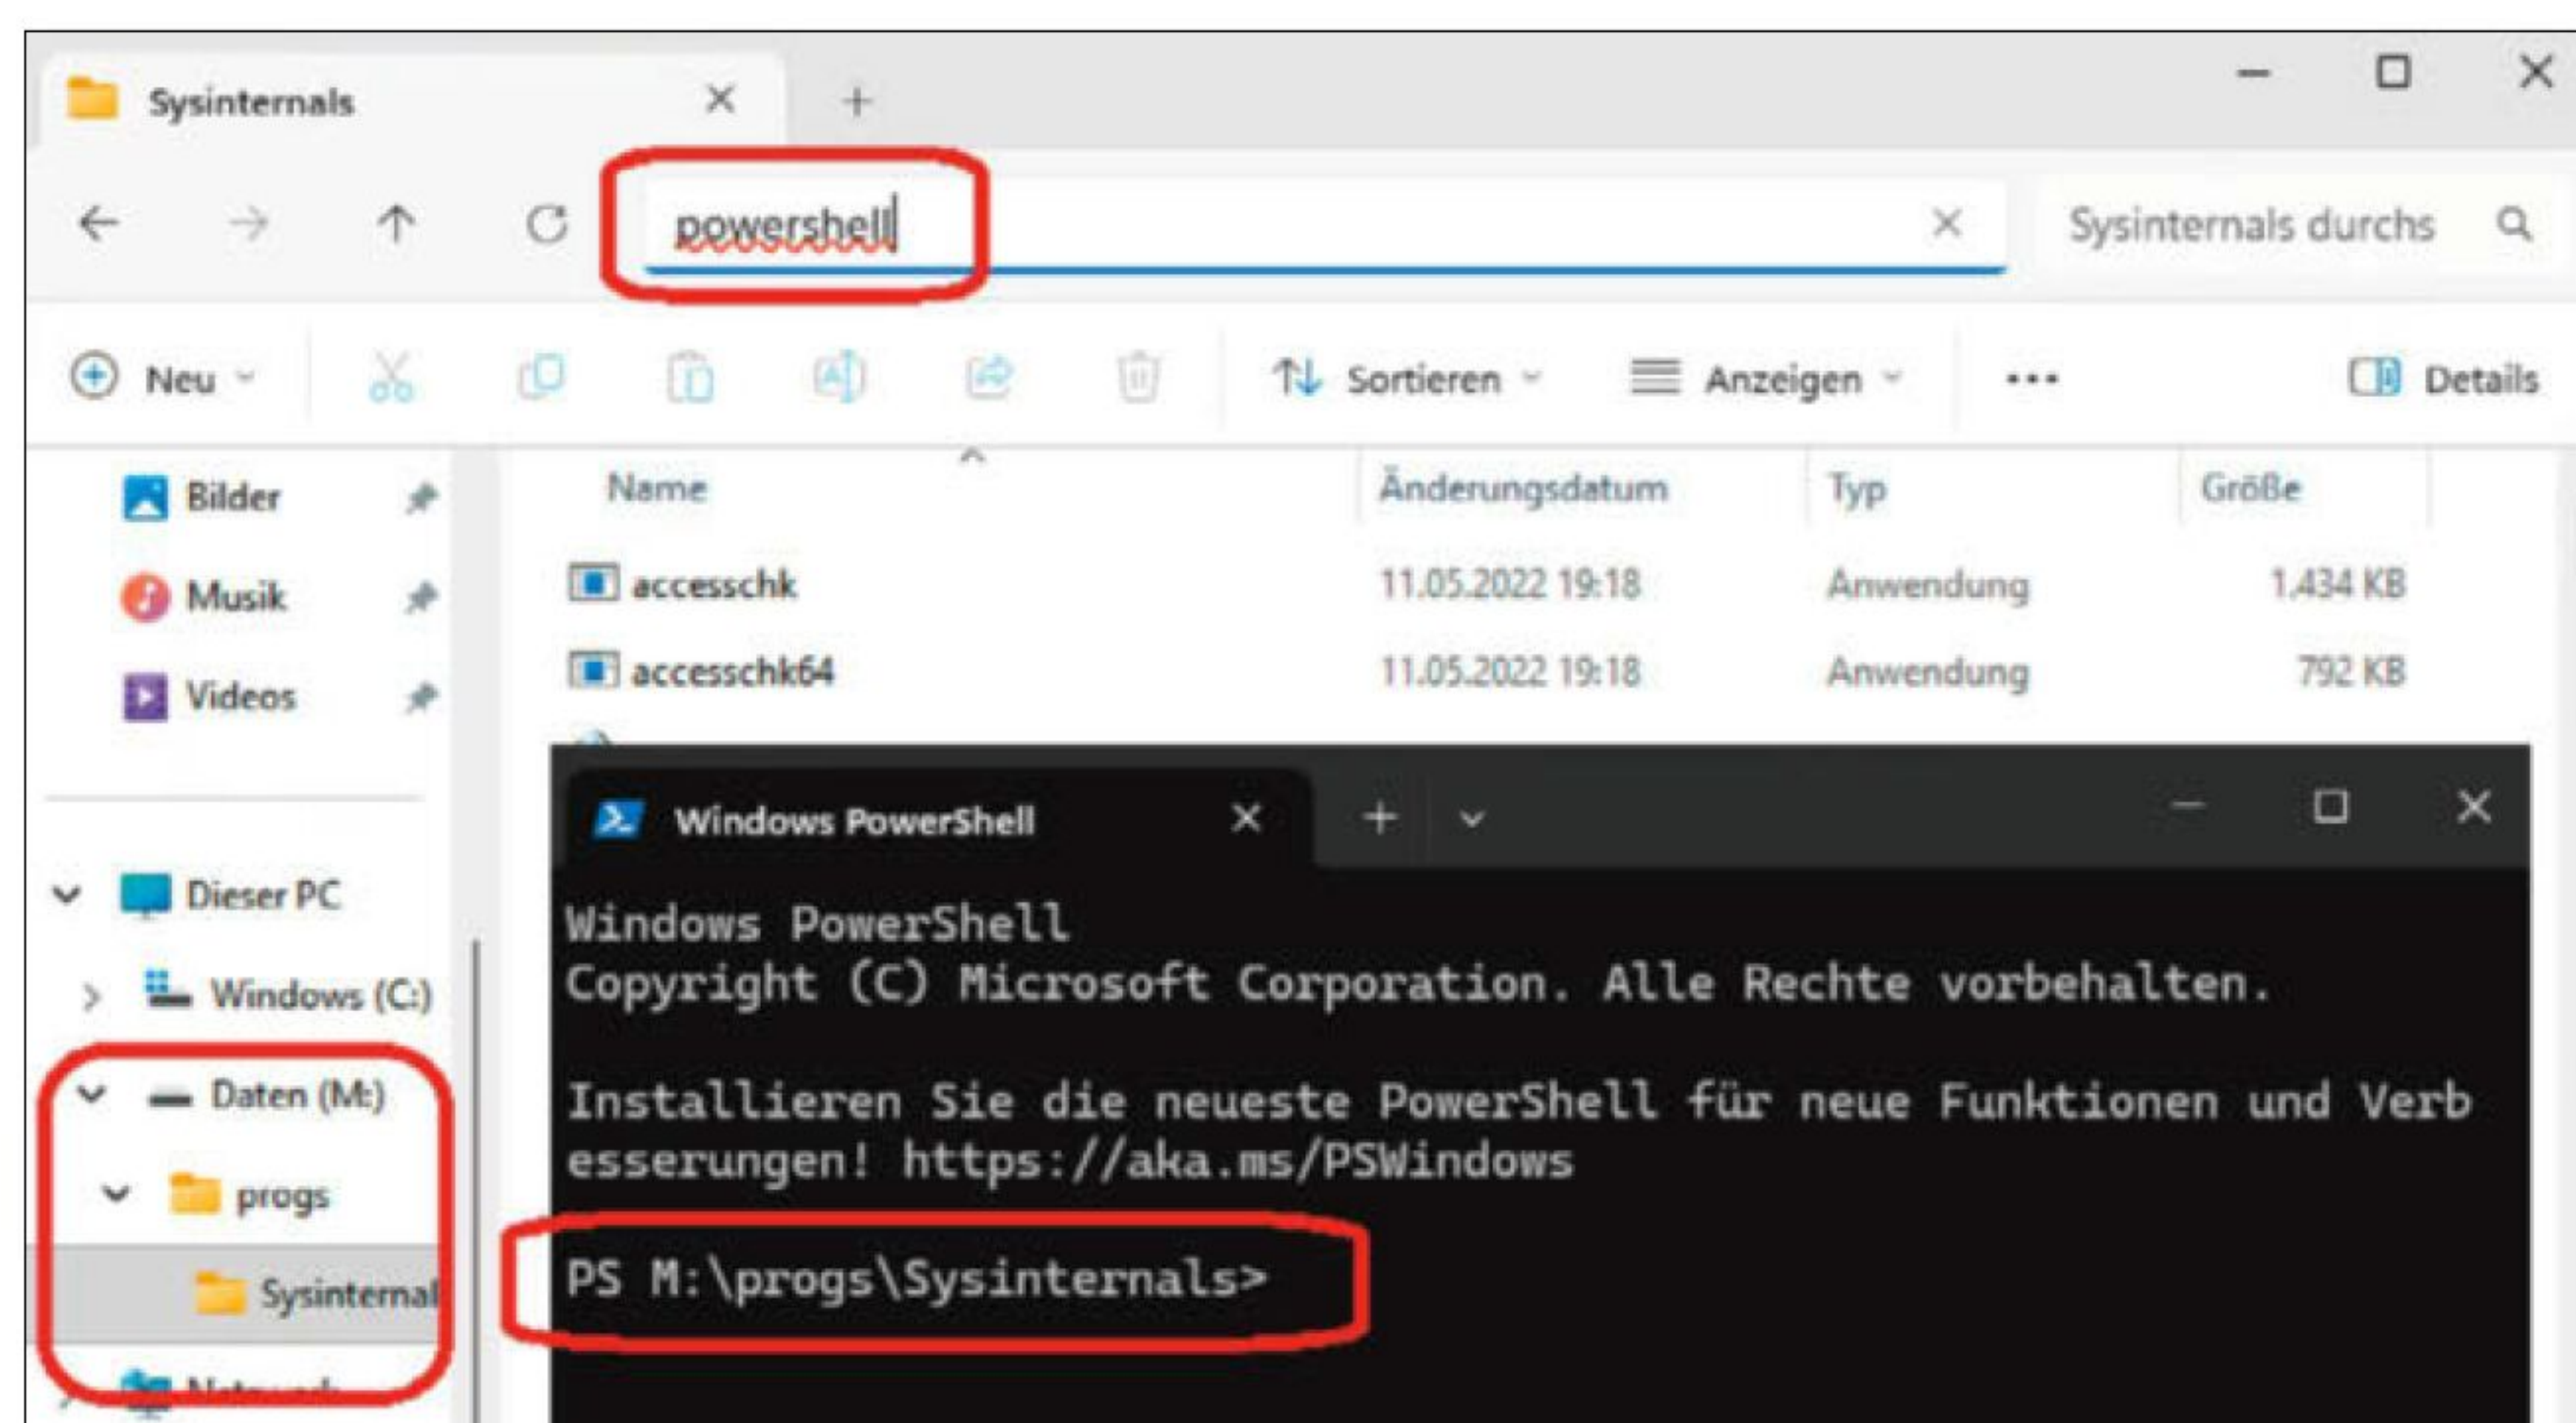 Sysinternals
powershell
Sysinternals durchs
Neu
Sortieren
Anzeigen
Details
Bilder
Musik
Videos
Dieser PC
Windows (C:)
Daten (M:)
progs
Sysinternal
Netzwerk
Name Änderungsdatum Typ Größe
accesschk 11.05.2022 19:18 Anwendung 1.434 KB
accesschk64 11.05.2022 19:18 Anwendung 792 KB
Windows PowerShell
Windows PowerShell
Copyright (C) Microsoft Corporation. Alle Rechte vorbehalten.
Installieren Sie die neueste PowerShell für neue Funktionen und Verb
esserungen! https://aka.ms/PSWindows
PS M:\progs\Sysinternals>